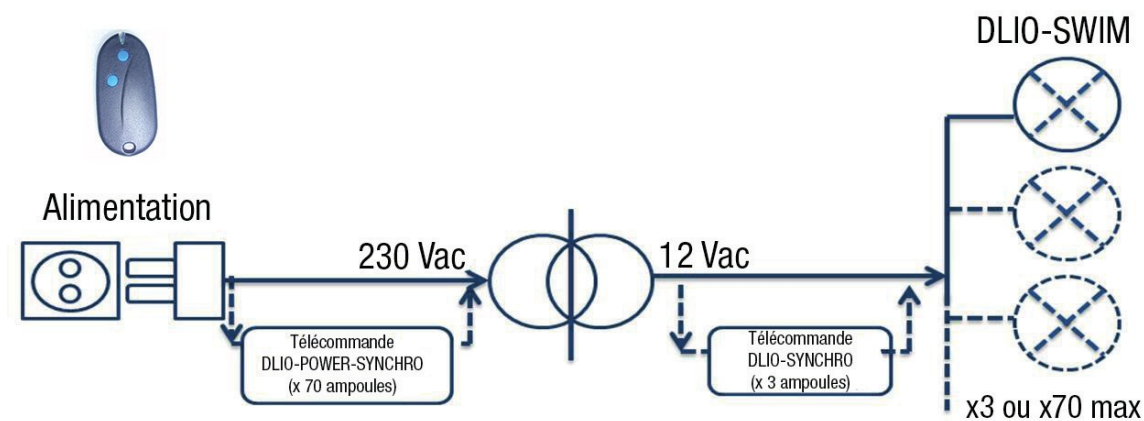 DLIO-SWIM
Alimentation
230 Vac
12 Vac
Télécommande
DLIO-POWER-SYNCHRO
(x 70 ampoules)
Télécommande
DLIO-SYNCHRO
(x 3 ampoules)
x3 ou x70 max